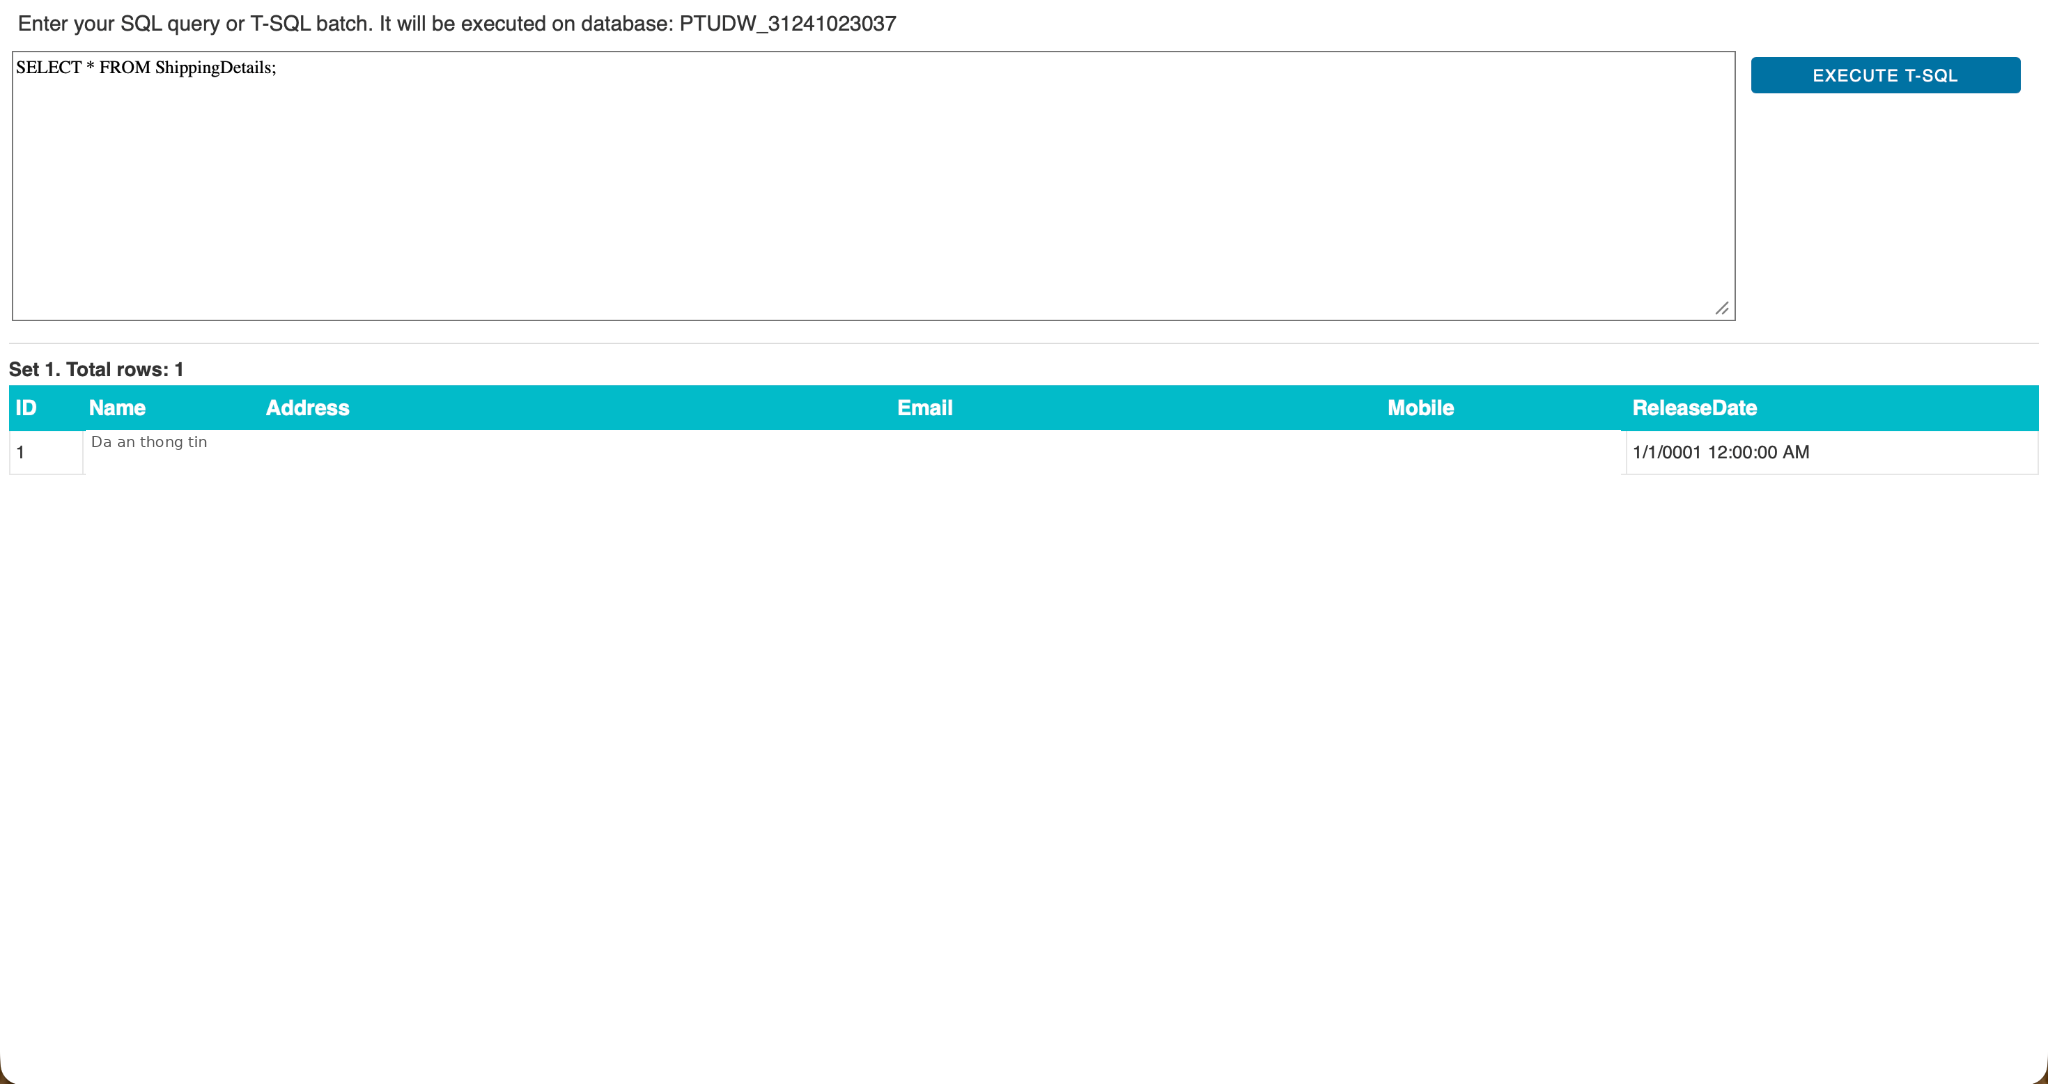 Enter your SQL query or T-SQL batch. It will be executed on database: PTUDW_31241023037
SELECT * FROM ShippingDetails;
EXECUTE T-SQL
Set 1. Total rows: 1
ID Name Address Email Mobile ReleaseDate
1 Da an thong tin 1/1/0001 12:00:00 AM